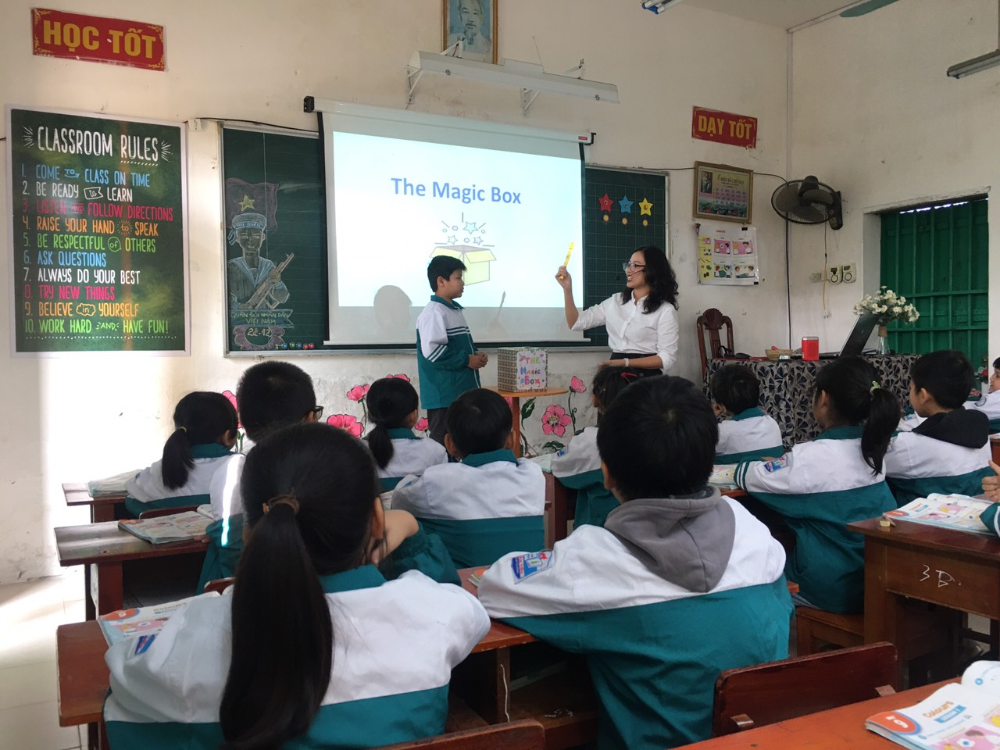 HỌC TỐT
CLASSROOM RULES
1. COME TO CLASS ON TIME
2. BE READY to LEARN
3. LISTEN AND FOLLOW DIRECTIONS
4. RAISE YOUR HAND to SPEAK
5. BE RESPECTFUL of OTHERS
6. ASK QUESTIONS
7. ALWAYS DO YOUR BEST
8. TRY NEW THINGS
9. BELIEVE in YOURSELF
10. WORK HARD AND HAVE FUN!
QUÂN ĐỘI NHÂN DÂN
VIỆT NAM
22-12
The Magic Box
THE
Magic
Box
DẠY TỐT
3B.
Colours